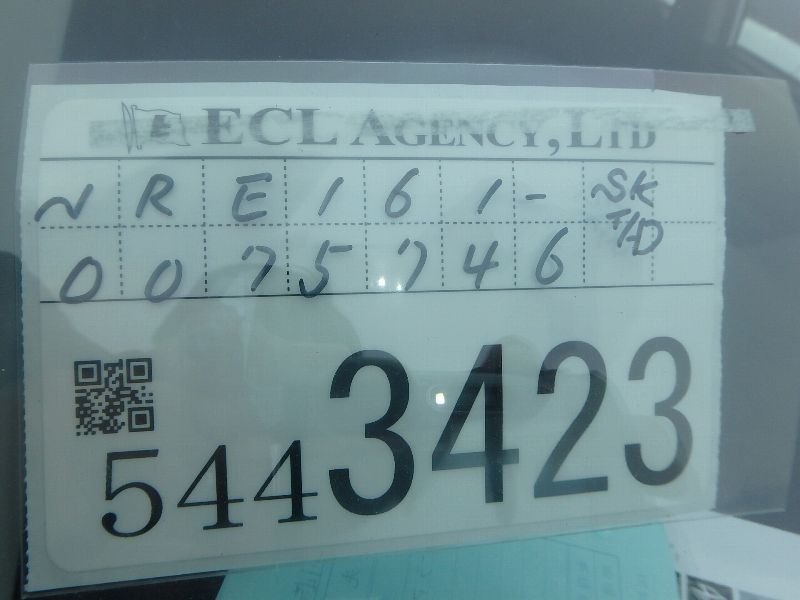 E ECL AGENCY, LTD
NRE161- SK
T/D
0075746
5443423